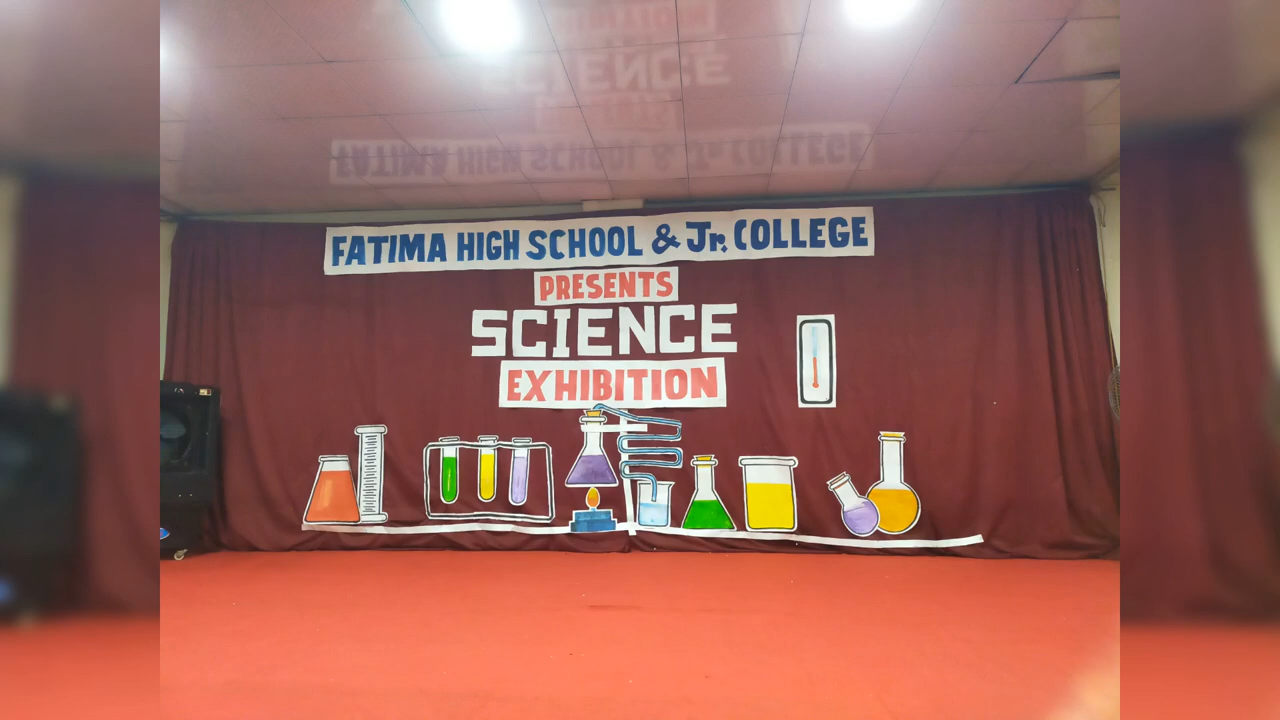 FATIMA HIGH SCHOOL & Jr. COLLEGE
PRESENTS
SCIENCE
EXHIBITION